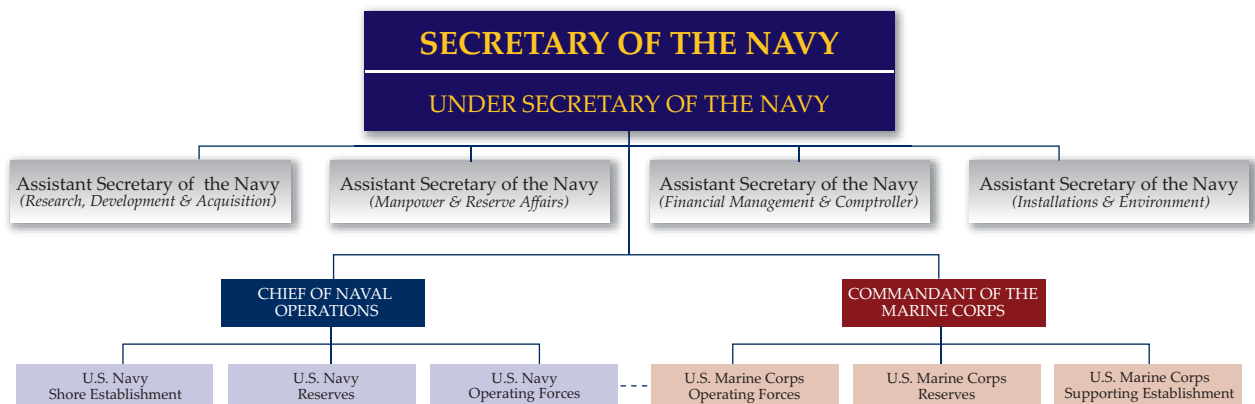 SECRETARY OF THE NAVY
UNDER SECRETARY OF THE NAVY
Assistant Secretary of the Navy
(Research, Development & Acquisition)
Assistant Secretary of the Navy
(Manpower & Reserve Affairs)
Assistant Secretary of the Navy
(Financial Management & Comptroller)
Assistant Secretary of the Navy
(Installations & Environment)
CHIEF OF NAVAL
OPERATIONS
COMMANDANT OF THE
MARINE CORPS
U.S. Navy
Shore Establishment
U.S. Navy
Reserves
U.S. Navy
Operating Forces
U.S. Marine Corps
Operating Forces
U.S. Marine Corps
Reserves
U.S. Marine Corps
Supporting Establishment